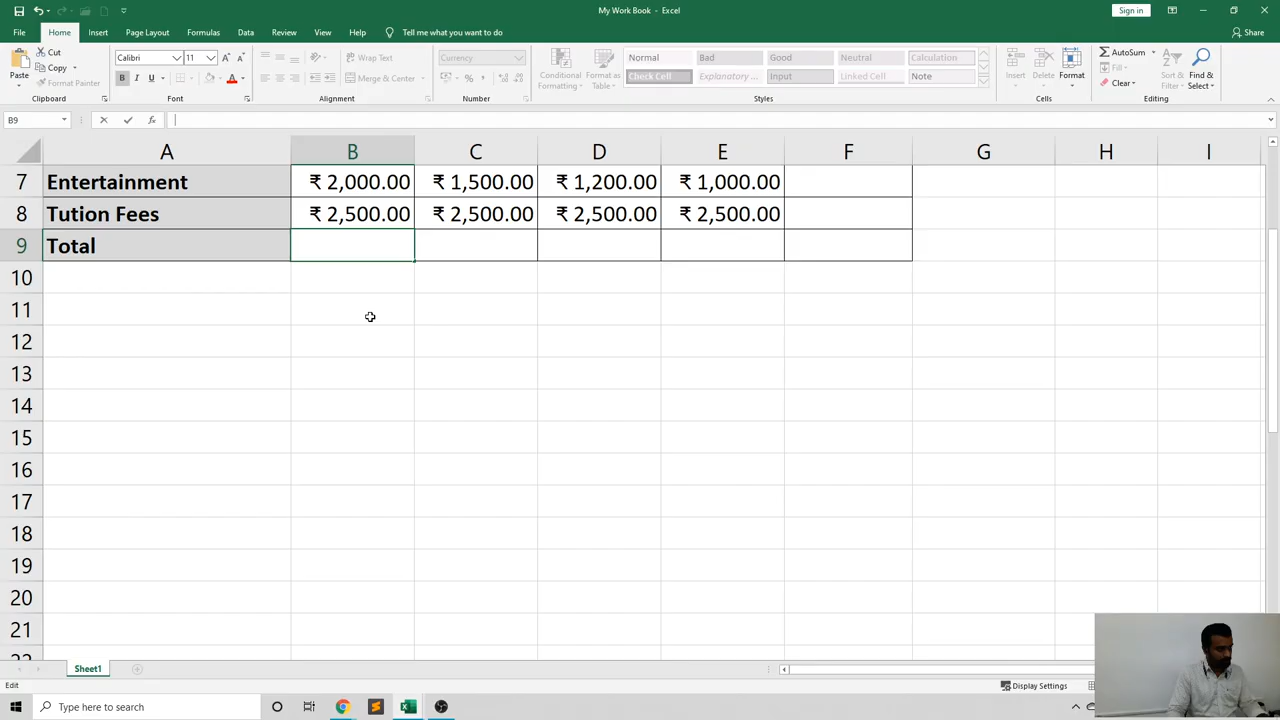 My Work Book - Excel
Sign in
File Home Insert Page Layout Formulas Data Review View Help Tell me what you want to do Share
Paste Cut Copy Format Painter
Calibri 11 A A Wrap Text Currency
B I U A Merge & Center % ,
Conditional Formatting Format as Table
Normal Bad Good Neutral Calculation
Check Cell Explanatory ... Input Linked Cell Note
Insert Delete Format
AutoSum Fill Clear Sort & Filter Find & Select
Clipboard Font Alignment Number Styles Cells Editing
B9 fx
A B C D E F G H I
7 Entertainment ₹ 2,000.00 ₹ 1,500.00 ₹ 1,200.00 ₹ 1,000.00
8 Tution Fees ₹ 2,500.00 ₹ 2,500.00 ₹ 2,500.00 ₹ 2,500.00
9 Total
10
11
12
13
14
15
16
17
18
19
20
21
Sheet1
Edit Display Settings
Type here to search